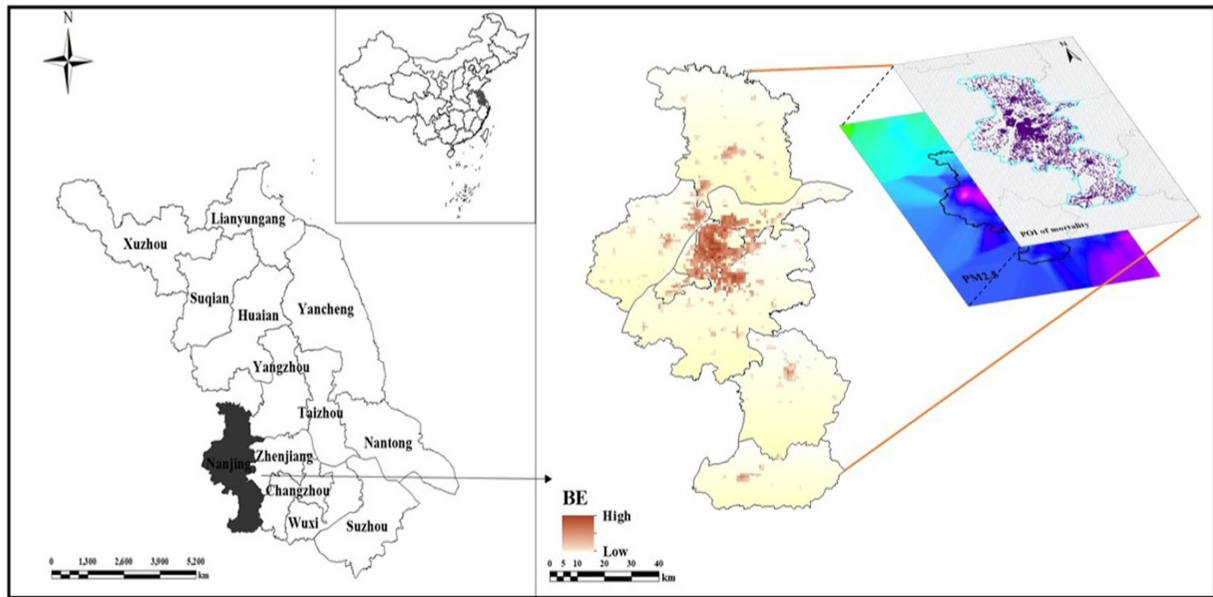 N
Lianyungang
Xuzhou
Suqian
Huaian
Yancheng
Yangzhou
Taizhou
Nantong
Nanjing
Zhenjiang
Changzhou
Wuxi
Suzhou
0 1,300 2,600 3,900 5,200
km
BE
High
Low
0 5 10 20 30 40
km
N
POI of mortality
PM2.5